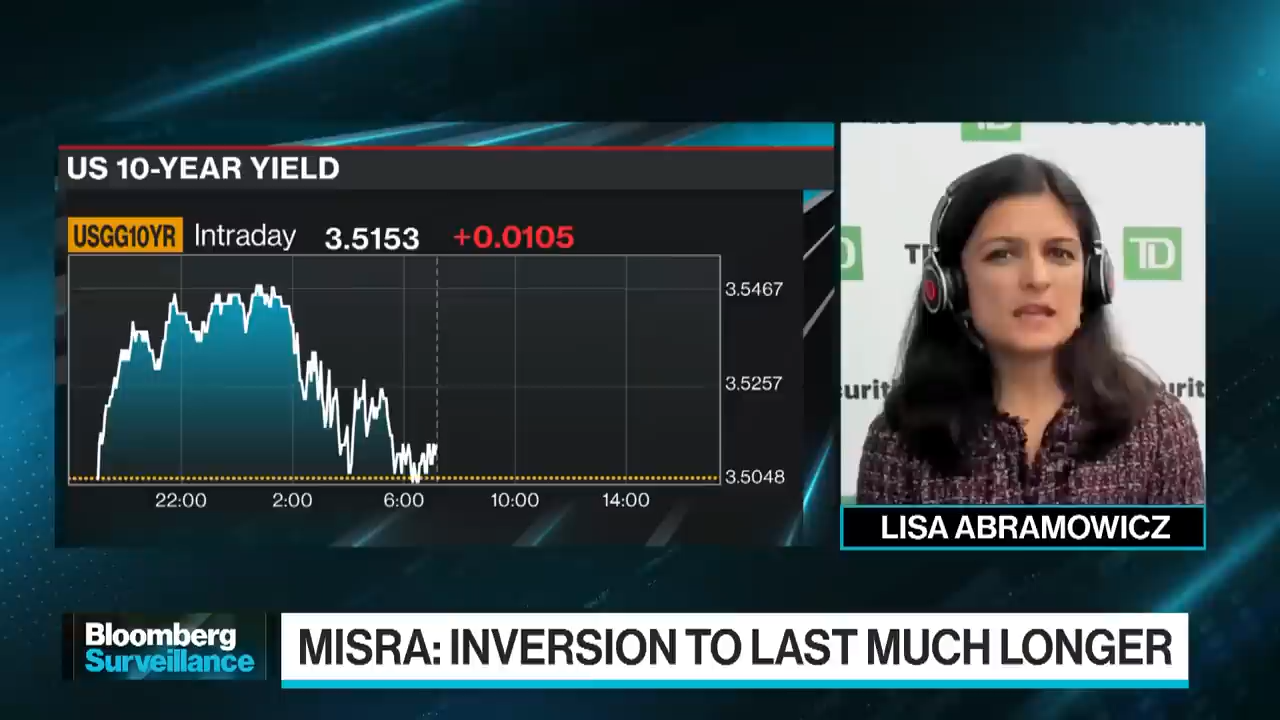 US 10-YEAR YIELD
USGG10YR Intraday 3.5153 +0.0105
3.5467
3.5257
3.5048
22:00 2:00 6:00 10:00 14:00
TD
TD
LISA ABRAMOWICZ
Bloomberg
Surveillance
MISRA: INVERSION TO LAST MUCH LONGER